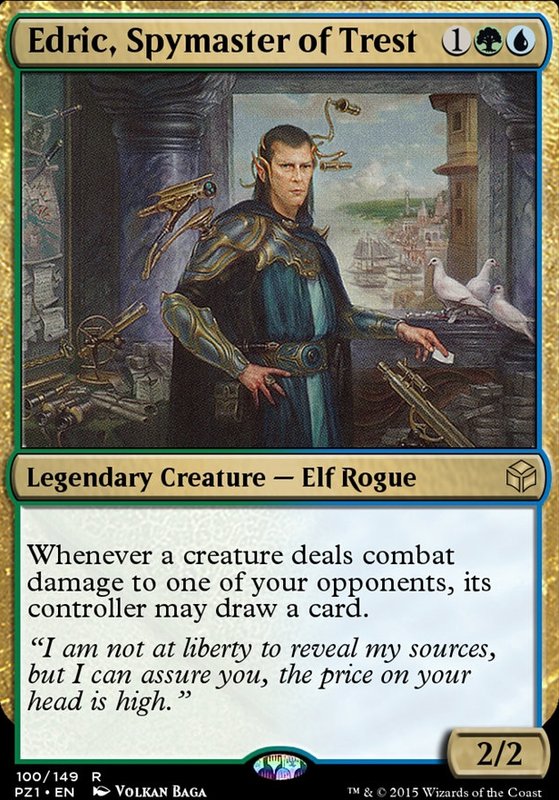 Edric, Spymaster of Trest 1
Legendary Creature — Elf Rogue
Whenever a creature deals combat
damage to one of your opponents, its
controller may draw a card.
“I am not at liberty to reveal my sources,
but I can assure you, the price on your
head is high.”
2/2
100/149 R
PZ1 • EN Volkan Baga
™ & © 2015 Wizards of the Coast